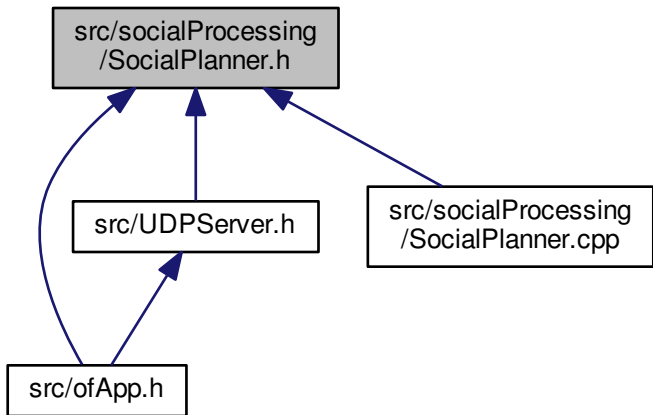 src/socialProcessing
/SocialPlanner.h
src/UDPServer.h
src/socialProcessing
/SocialPlanner.cpp
src/ofApp.h